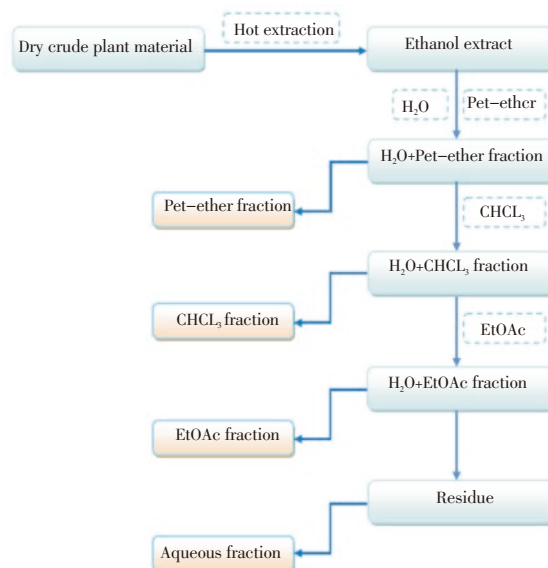 Hot extraction
Dry crude plant material
Ethanol extract
H₂O
Pet-ethcr
H₂O+Pet-ether fraction
Pet-ether fraction
CHCL₃
H₂O+CHCL₃ fraction
CHCL₃ fraction
EtOAc
H₂O+EtOAc fraction
EtOAc fraction
Residue
Aqueous fraction